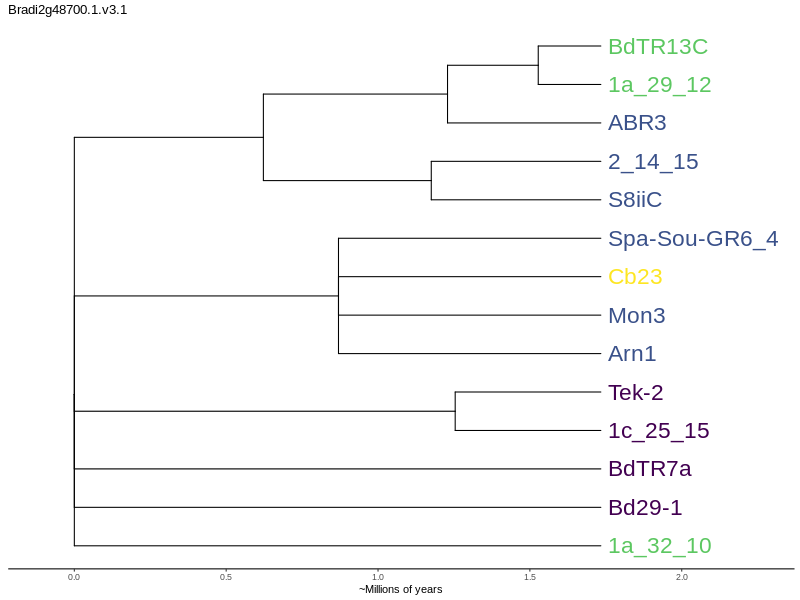 Bradi2g48700.1.v3.1
BdTR13C
1a_29_12
ABR3
2_14_15
S8iiC
Spa-Sou-GR6_4
Cb23
Mon3
Arn1
Tek-2
1c_25_15
BdTR7a
Bd29-1
1a_32_10
0.0 0.5 1.0 1.5 2.0
~Millions of years